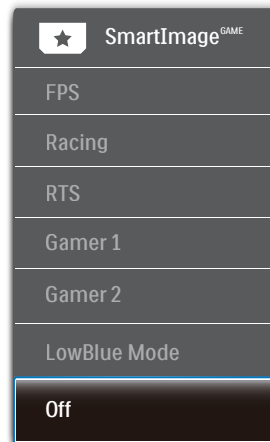 SmartImage GAME
FPS
Racing
RTS
Gamer 1
Gamer 2
LowBlue Mode
Off